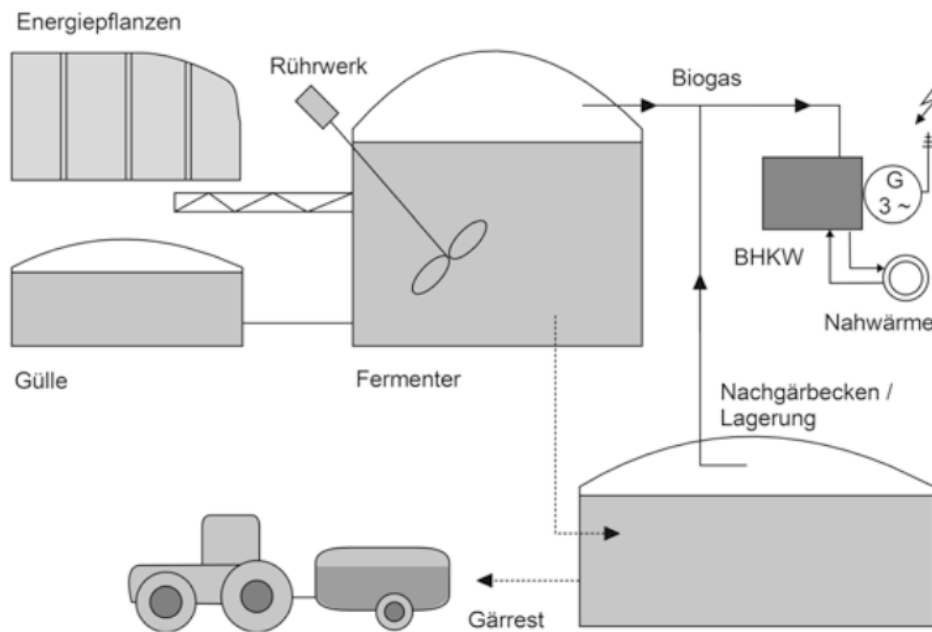 Energiepflanzen
Rührwerk
Biogas
G
3 ~
BHKW
Nahwärme
Gülle
Fermenter
Nachgärbecken /
Lagerung
Gärrest